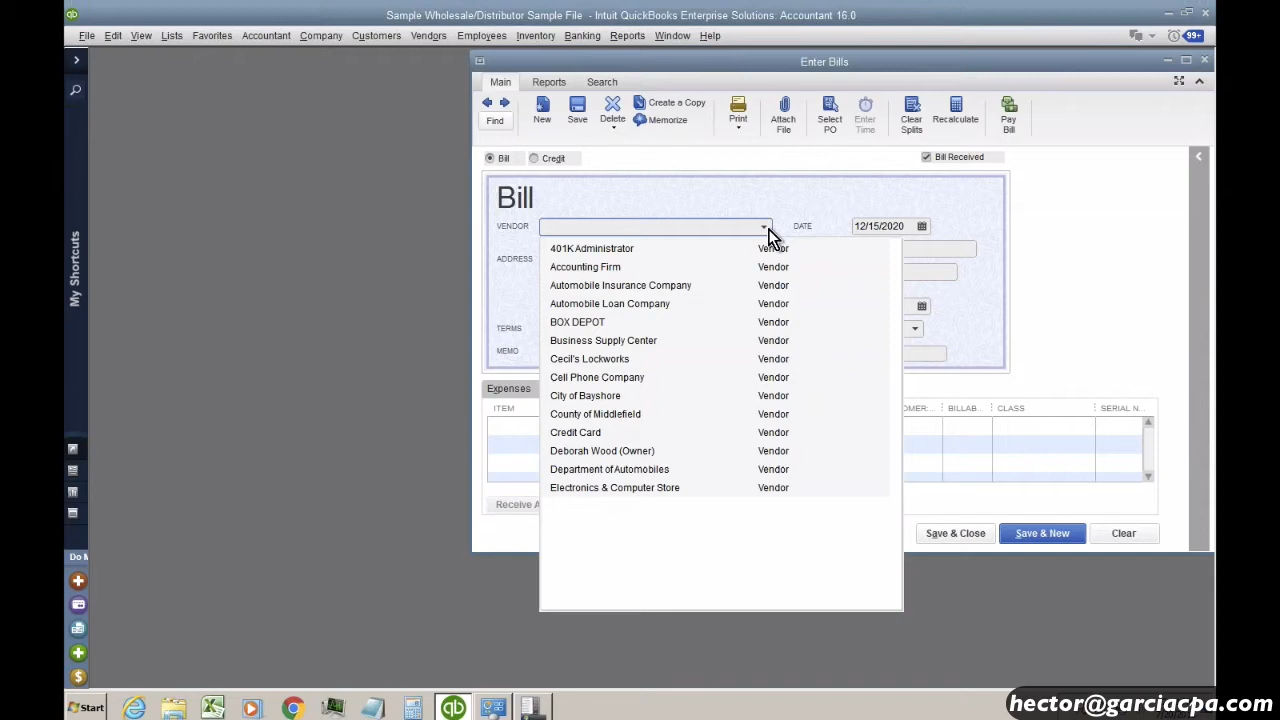 Sample Wholesale/Distributor Sample File - Intuit QuickBooks Enterprise Solutions: Accountant 16.0
File Edit View Lists Favorites Accountant Company Customers Vendors Employees Inventory Banking Reports Window Help
99+
Enter Bills
Main Reports Search
Find
New
Save
Delete
Create a Copy
Memorize
Print
Attach File
Select PO
Enter Time
Clear Splits
Recalculate
Pay Bill
Bill Credit
Bill Received
Bill
VENDOR
DATE 12/15/2020
ADDRESS
TERMS
MEMO
401K Administrator Vendor
Accounting Firm Vendor
Automobile Insurance Company Vendor
Automobile Loan Company Vendor
BOX DEPOT Vendor
Business Supply Center Vendor
Cecil's Lockworks Vendor
Cell Phone Company Vendor
City of Bayshore Vendor
County of Middlefield Vendor
Credit Card Vendor
Deborah Wood (Owner) Vendor
Department of Automobiles Vendor
Electronics & Computer Store Vendor
Expenses
ITEM
OMER:... BILLAB... CLASS SERIAL N...
Receive A
Save & Close Save & New Clear
My Shortcuts
Do M
Start
hector@garciacpa.com